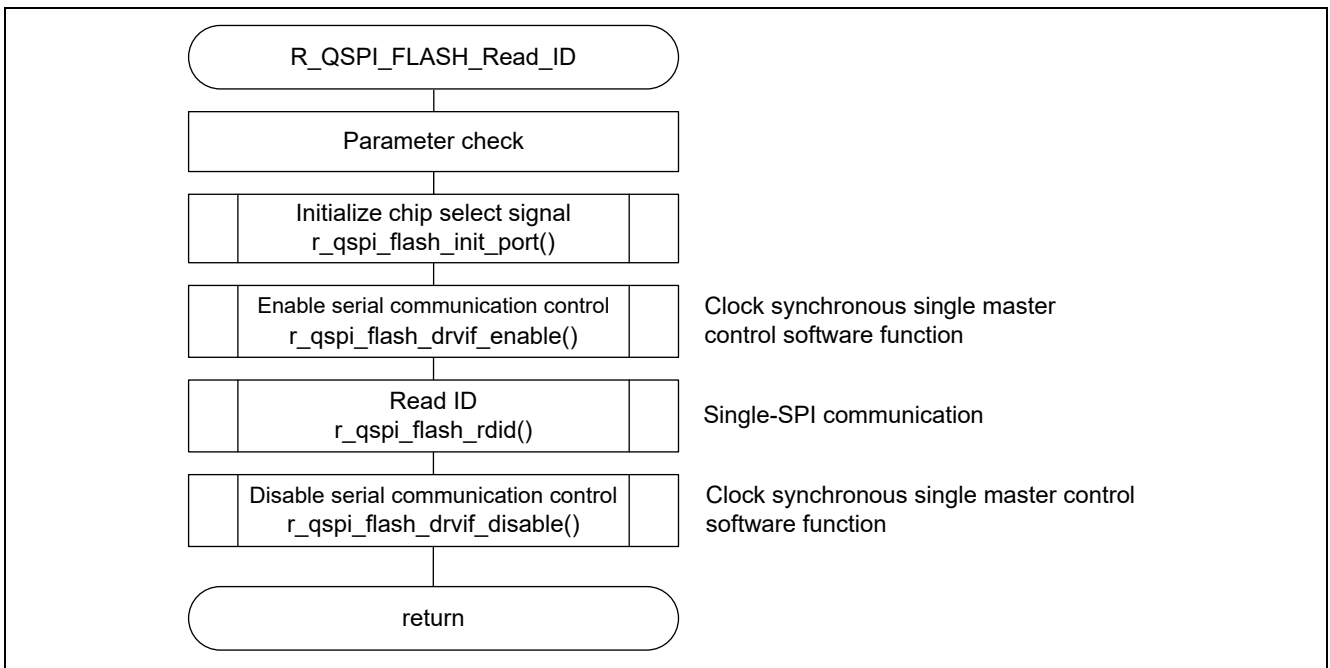 R_QSPI_FLASH_Read_ID
Parameter check
Initialize chip select signal
r_qspi_flash_init_port()
Enable serial communication control
r_qspi_flash_drvif_enable()
Clock synchronous single master
control software function
Read ID
r_qspi_flash_rdid()
Single-SPI communication
Disable serial communication control
r_qspi_flash_drvif_disable()
Clock synchronous single master control
software function
return